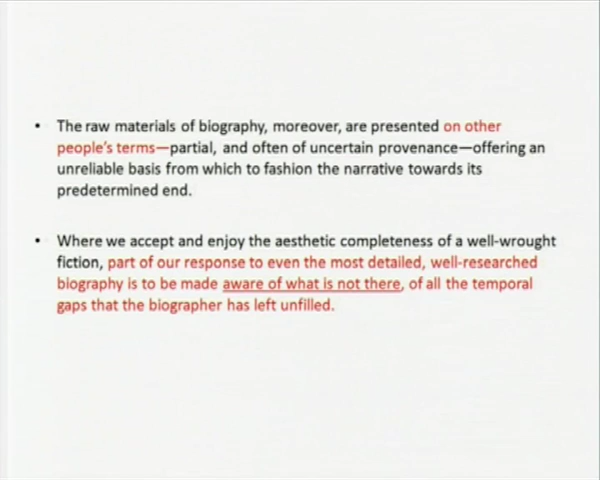 • The raw materials of biography, moreover, are presented on other
people's terms—partial, and often of uncertain provenance—offering an
unreliable basis from which to fashion the narrative towards its
predetermined end.
• Where we accept and enjoy the aesthetic completeness of a well-wrought
fiction, part of our response to even the most detailed, well-researched
biography is to be made aware of what is not there, of all the temporal
gaps that the biographer has left unfilled.